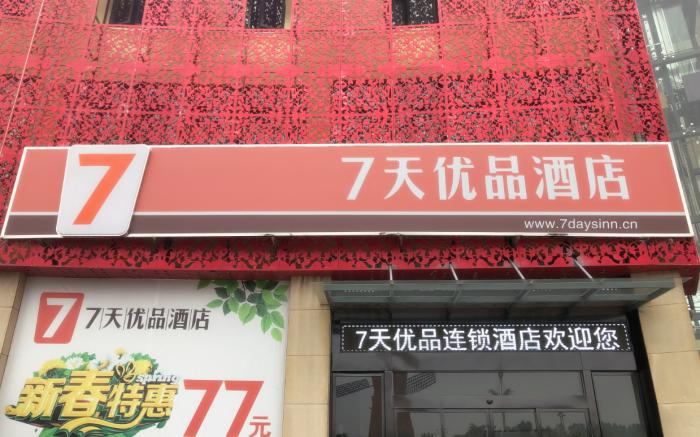 7 7天优品酒店
www.7daysinn.cn
7 7天优品酒店
7天优品连锁酒店欢迎您
spring
新春特惠
77元